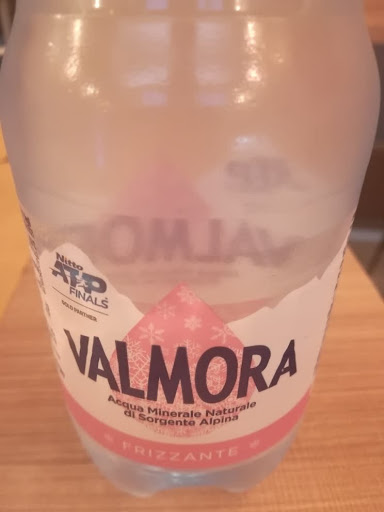 Nitto
ATP
FINALS
GOLD PARTNER
VALMORA
Acqua Minerale Naturale
di Sorgente Alpina
FRIZZANTE